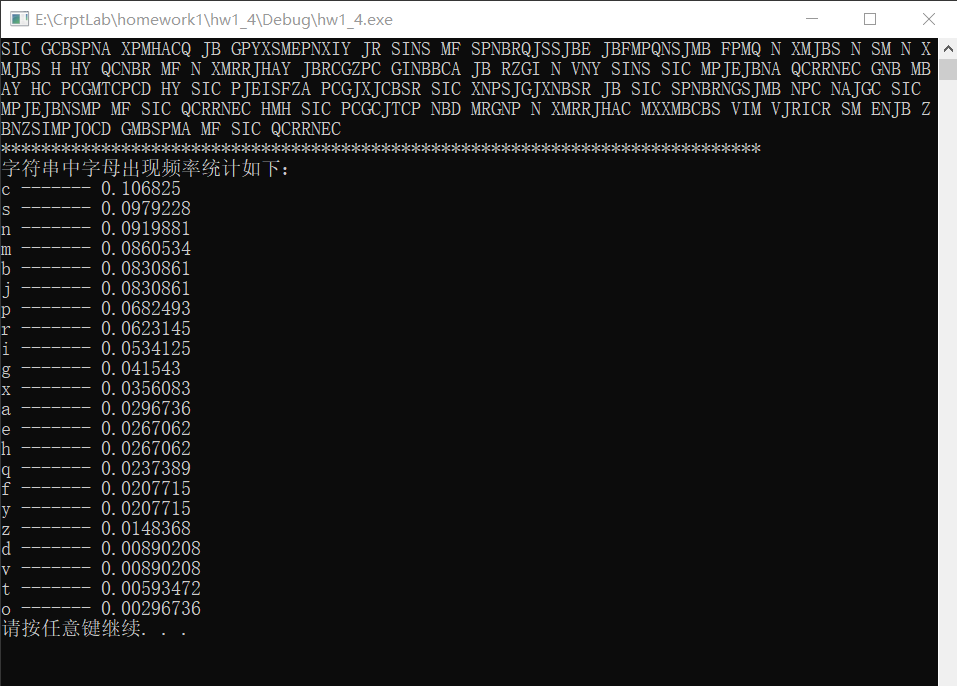 E:\CrptLab\homework1\hw1_4\Debug\hw1_4.exe
SIC GCBSPNA XPMHACQ JB GPYXSMEPNXIY JR SINS MF SPNBRQJSSJBE JBFMPQNSJMB FPMQ N XMJBS N SM N X
MJBS H HY QCNBR MF N XMRRJHAY JBRCGZPC GINBBCA JB RZGI N VNY SINS SIC MPJEJBNA QCRRNEC GNB MB
AY HC PCGMTCPCD HY SIC PJEISFZA PCGJXJCBSR SIC XNPSJGJXNBSR JB SIC SPNBRNGSJMB NPC NAJGC SIC
MPJEJBNSMP MF SIC QCRRNEC HMH SIC PCGCJTCP NBD MRGNP N XMRRJHAC MXXMBCBS VIM VJRICR SM ENJB Z
BNZSIMPJOCD GMBSPMA MF SIC QCRRNEC
****************************************************************************
字符串中字母出现频率统计如下：
c ------- 0.106825
s ------- 0.0979228
n ------- 0.0919881
m ------- 0.0860534
b ------- 0.0830861
j ------- 0.0830861
p ------- 0.0682493
r ------- 0.0623145
i ------- 0.0534125
g ------- 0.041543
x ------- 0.0356083
a ------- 0.0296736
e ------- 0.0267062
h ------- 0.0267062
q ------- 0.0237389
f ------- 0.0207715
y ------- 0.0207715
z ------- 0.0148368
d ------- 0.00890208
v ------- 0.00890208
t ------- 0.00593472
o ------- 0.00296736
请按任意键继续. . .